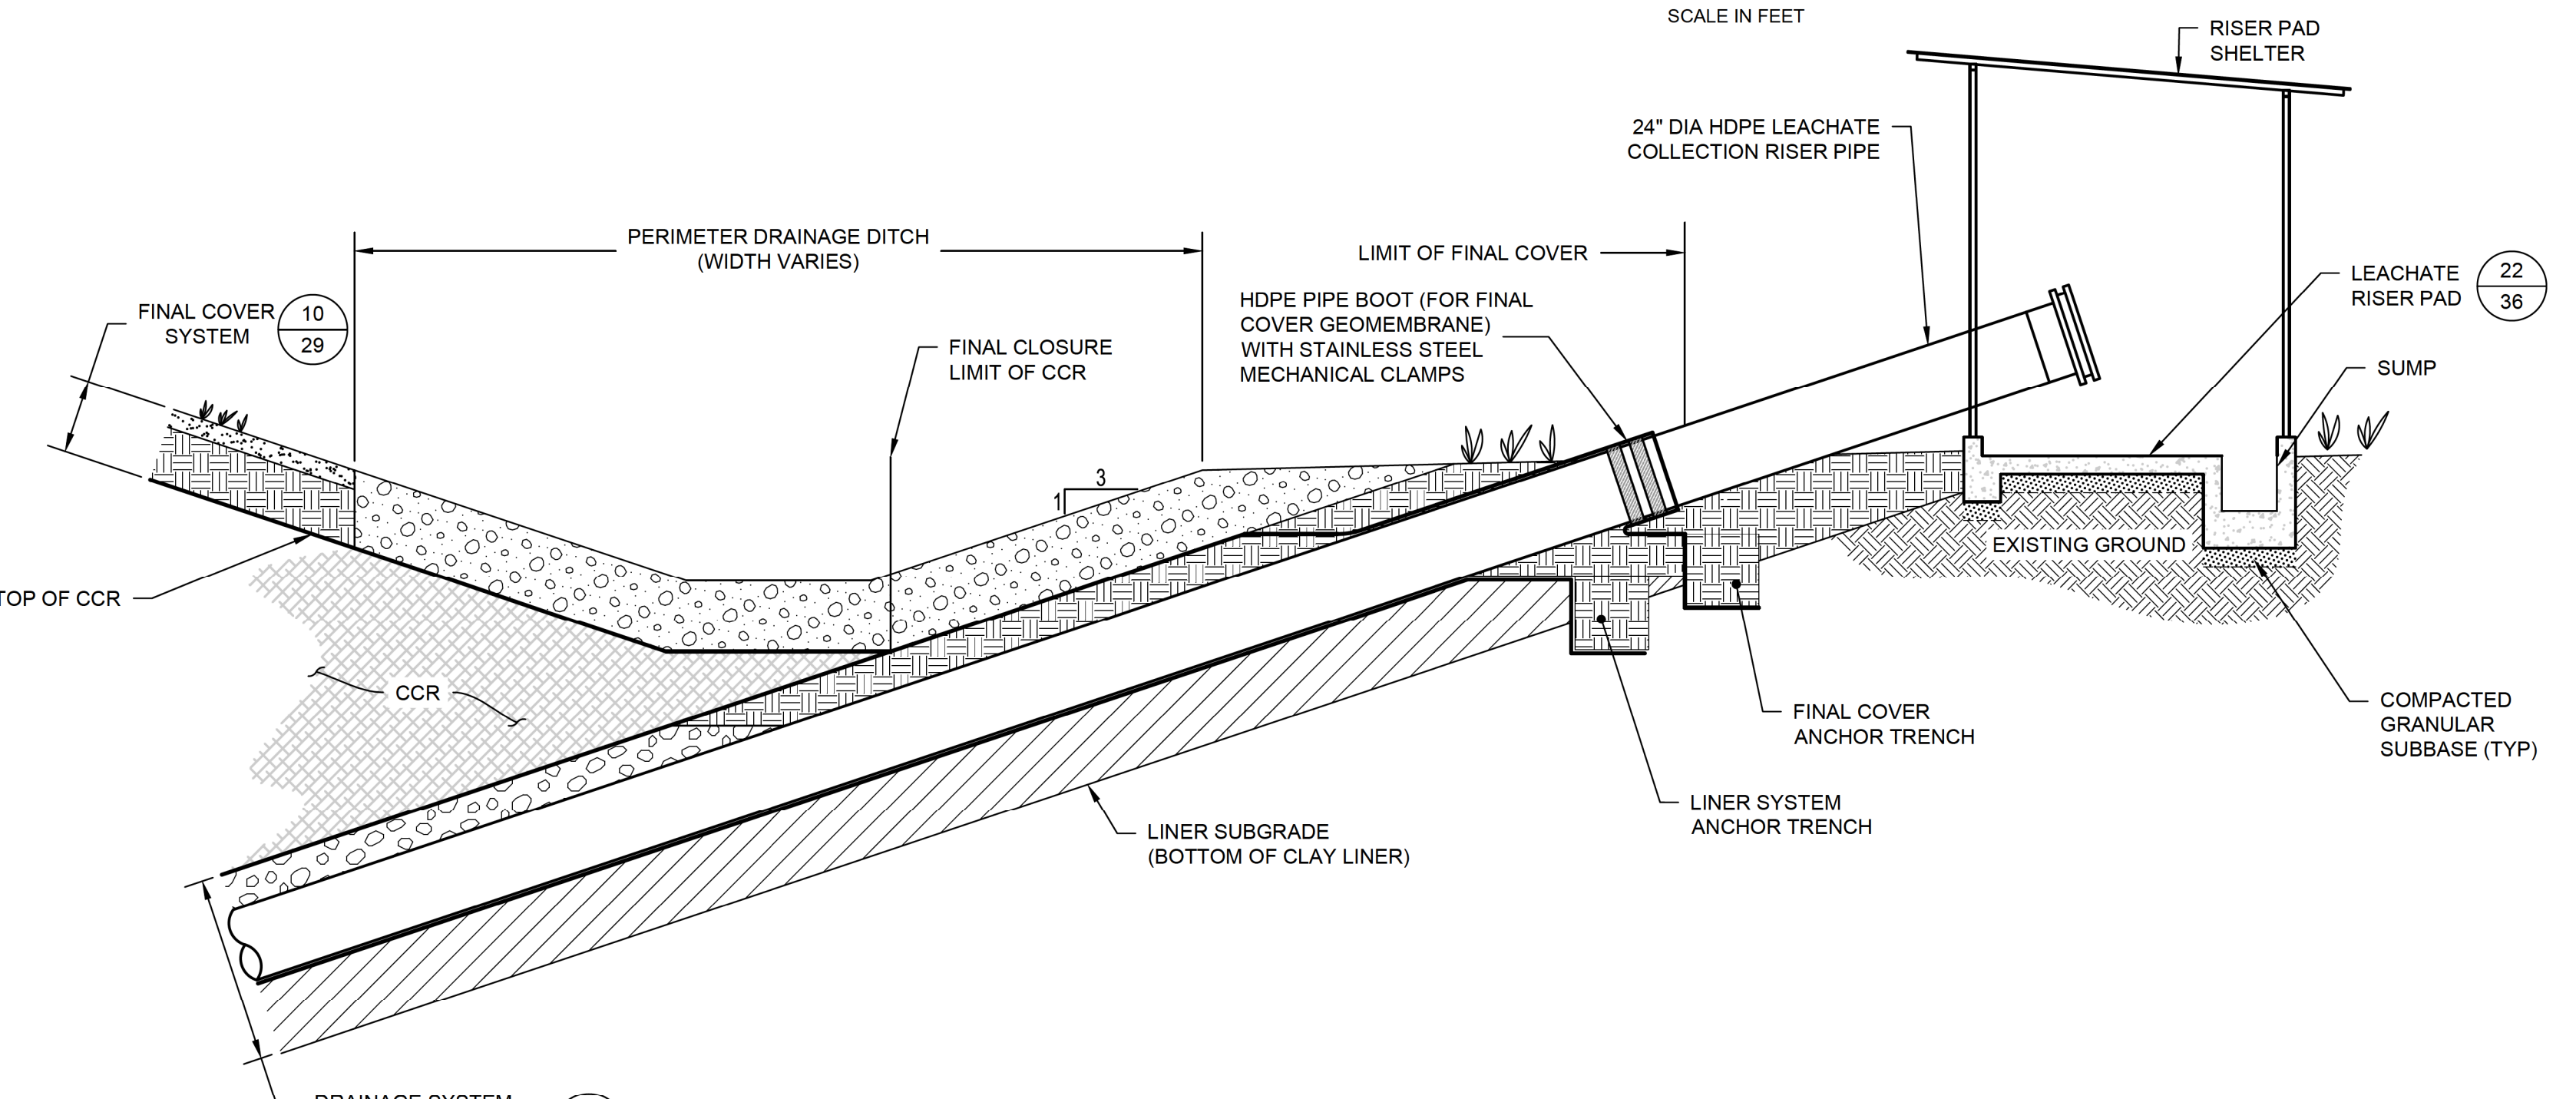 SCALE IN FEET
RISER PAD
SHELTER
24" DIA HDPE LEACHATE
COLLECTION RISER PIPE
PERIMETER DRAINAGE DITCH
(WIDTH VARIES)
LIMIT OF FINAL COVER
LEACHATE
RISER PAD
22
36
HDPE PIPE BOOT (FOR FINAL
COVER GEOMEMBRANE)
WITH STAINLESS STEEL
MECHANICAL CLAMPS
FINAL COVER
SYSTEM
10
29
FINAL CLOSURE
LIMIT OF CCR
SUMP
3
1
EXISTING GROUND
TOP OF CCR
CCR
FINAL COVER
ANCHOR TRENCH
COMPACTED
GRANULAR
SUBBASE (TYP)
LINER SYSTEM
ANCHOR TRENCH
LINER SUBGRADE
(BOTTOM OF CLAY LINER)
DRAINAGE SYSTEM